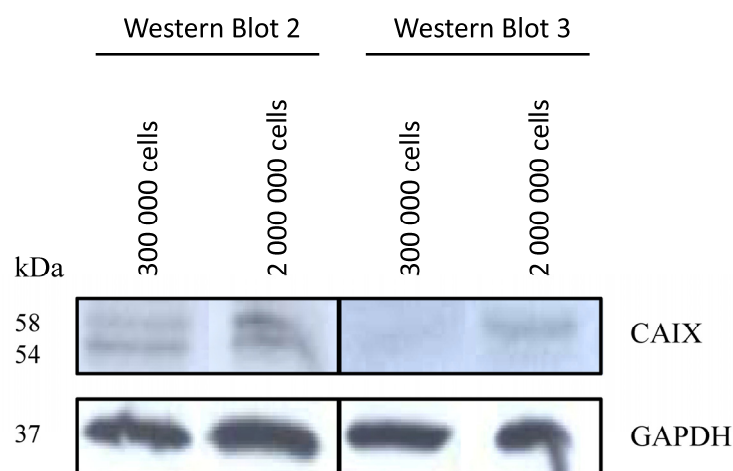 Western Blot 2 Western Blot 3
300 000 cells 2 000 000 cells 300 000 cells 2 000 000 cells
kDa
58
54
CAIX
37
GAPDH